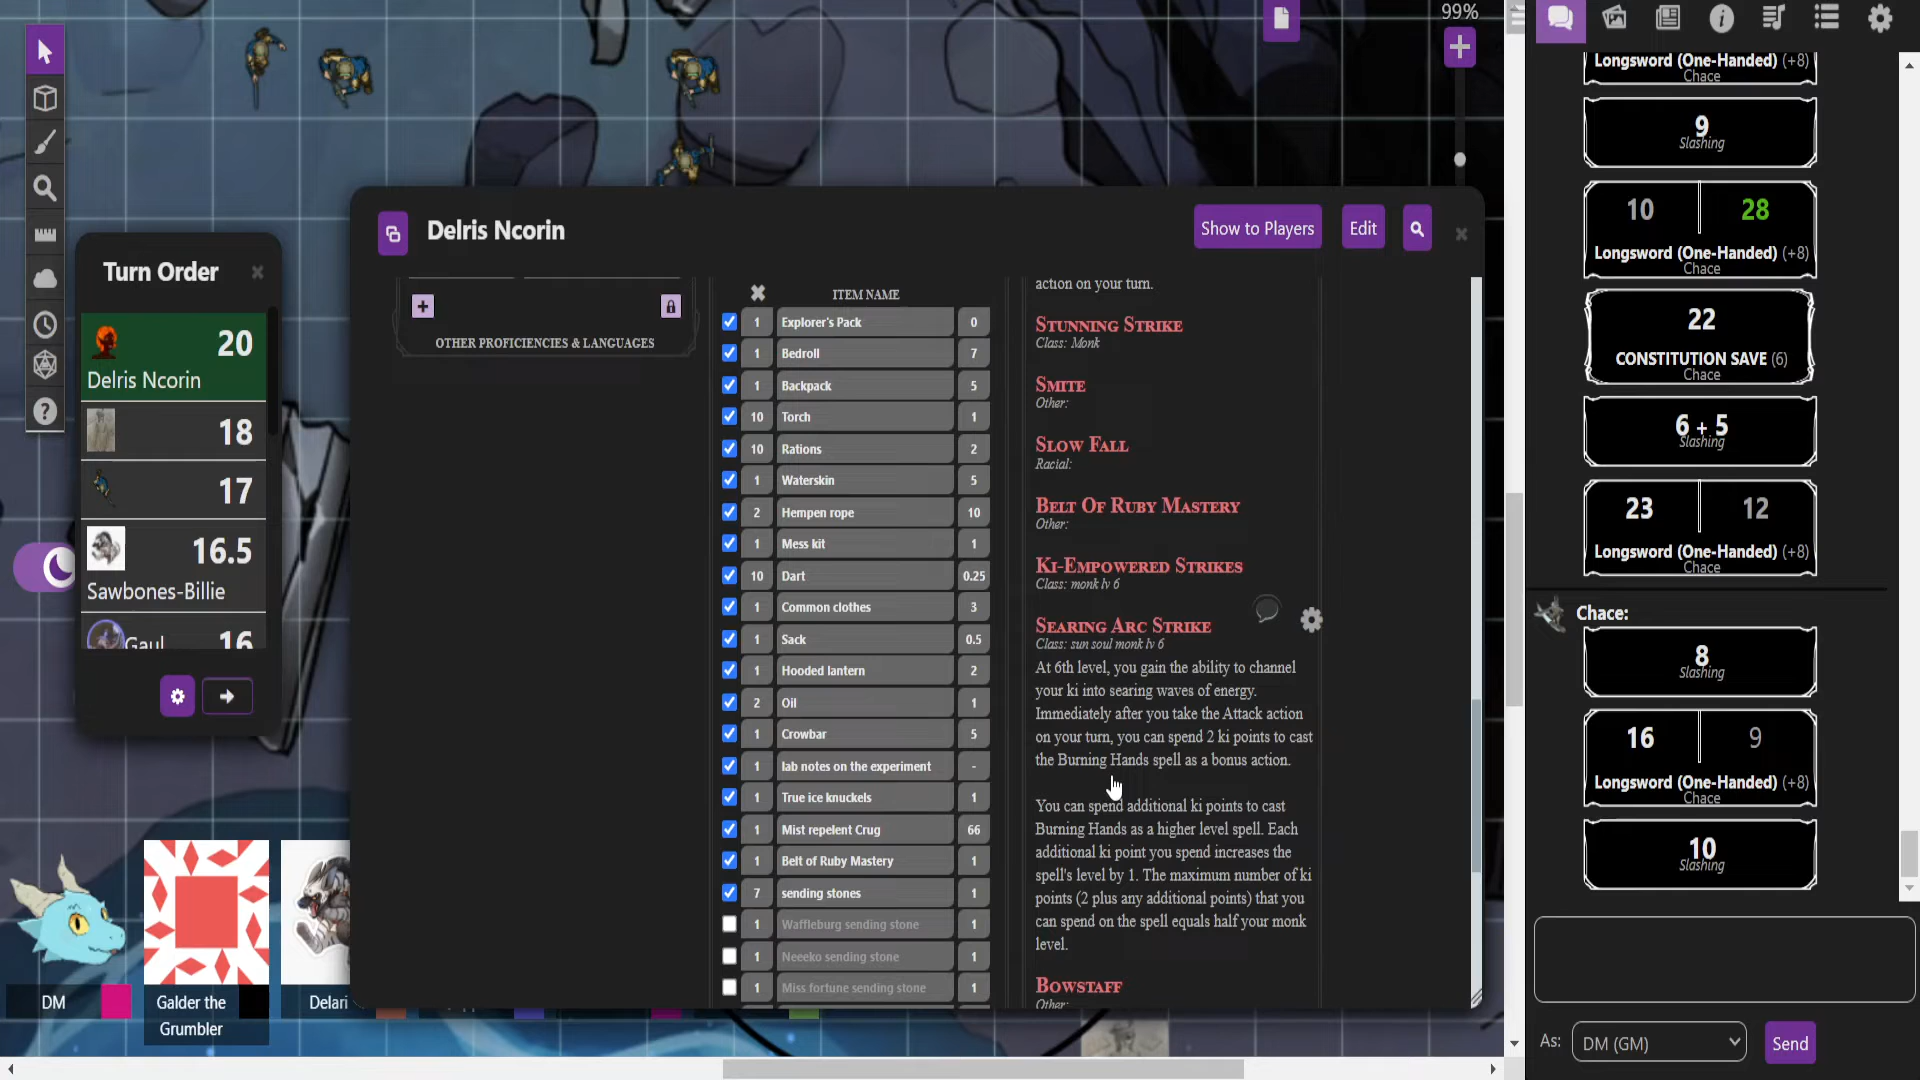 99%
Turn Order
20
Delris Ncorin
18
17
16.5
Sawbones-Billie
16
Gaul
DM
Galder the
Grumbler
Delari
Delris Ncorin
Show to Players
Edit
OTHER PROFICIENCIES & LANGUAGES
ITEM NAME
1 Explorer's Pack 0
1 Bedroll 7
1 Backpack 5
10 Torch 1
10 Rations 2
1 Waterskin 5
2 Hempen rope 10
1 Mess kit 1
10 Dart 0.25
1 Common clothes 3
1 Sack 0.5
1 Hooded lantern 2
2 Oil 1
1 Crowbar 5
1 lab notes on the experiment -
1 True ice knuckels 1
1 Mist repelent Crug 66
1 Belt of Ruby Mastery 1
7 sending stones 1
1 Waffleburg sending stone 1
1 Neeeko sending stone 1
1 Miss fortune sending stone 1
action on your turn.
STUNNING STRIKE
Class: Monk
SMITE
Other:
SLOW FALL
Racial:
BELT OF RUBY MASTERY
Other:
KI-EMPOWERED STRIKES
Class: monk lv 6
SEARING ARC STRIKE
Class: sun soul monk lv 6
At 6th level, you gain the ability to channel
your ki into searing waves of energy.
Immediately after you take the Attack action
on your turn, you can spend 2 ki points to cast
the Burning Hands spell as a bonus action.
You can spend additional ki points to cast
Burning Hands as a higher level spell. Each
additional ki point you spend increases the
spell's level by 1. The maximum number of ki
points (2 plus any additional points) that you
can spend on the spell equals half your monk
level.
BOWSTAFF
Other:
Longsword (One-Handed) (+8)
Chace
9
Slashing
10 28
Longsword (One-Handed) (+8)
Chace
22
CONSTITUTION SAVE (6)
Chace
6 + 5
Slashing
23 12
Longsword (One-Handed) (+8)
Chace
Chace:
8
Slashing
16 9
Longsword (One-Handed) (+8)
Chace
10
Slashing
As: DM (GM) Send